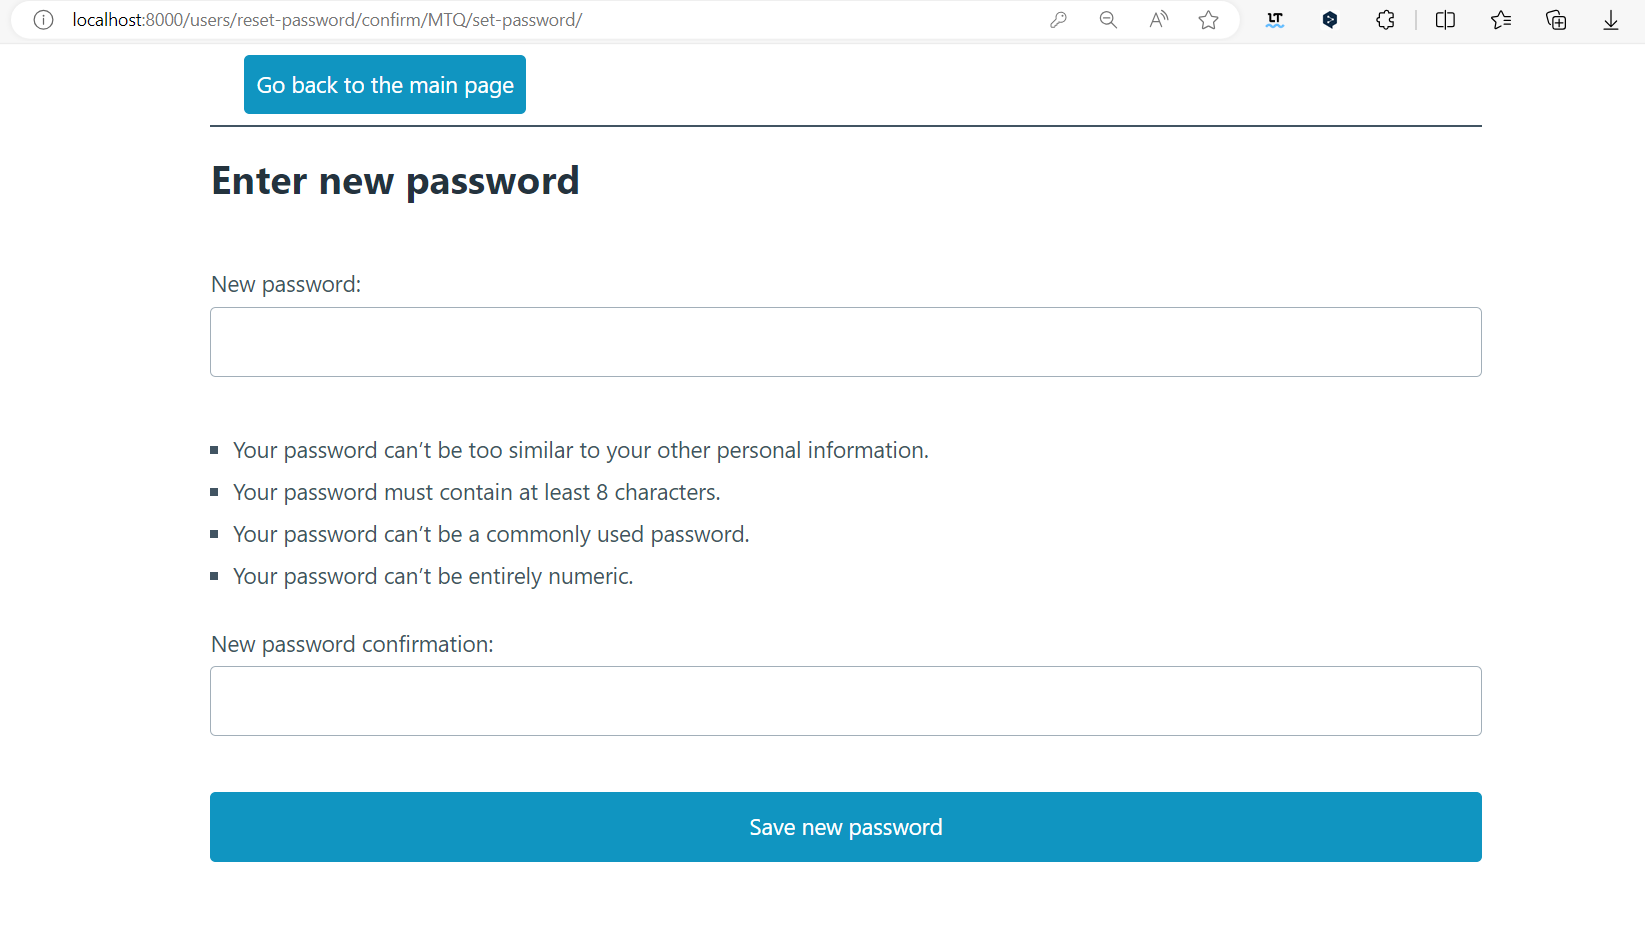 localhost:8000/users/reset-password/confirm/MTQ/set-password/
Go back to the main page
Enter new password
New password:
Your password can’t be too similar to your other personal information.
Your password must contain at least 8 characters.
Your password can’t be a commonly used password.
Your password can’t be entirely numeric.
New password confirmation:
Save new password